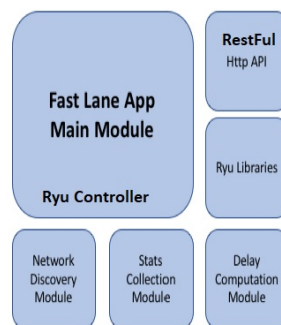 Fast Lane App
Main Module
Ryu Controller
RestFul
Http API
Ryu Libraries
Network
Discovery
Module
Stats
Collection
Module
Delay
Computation
Module